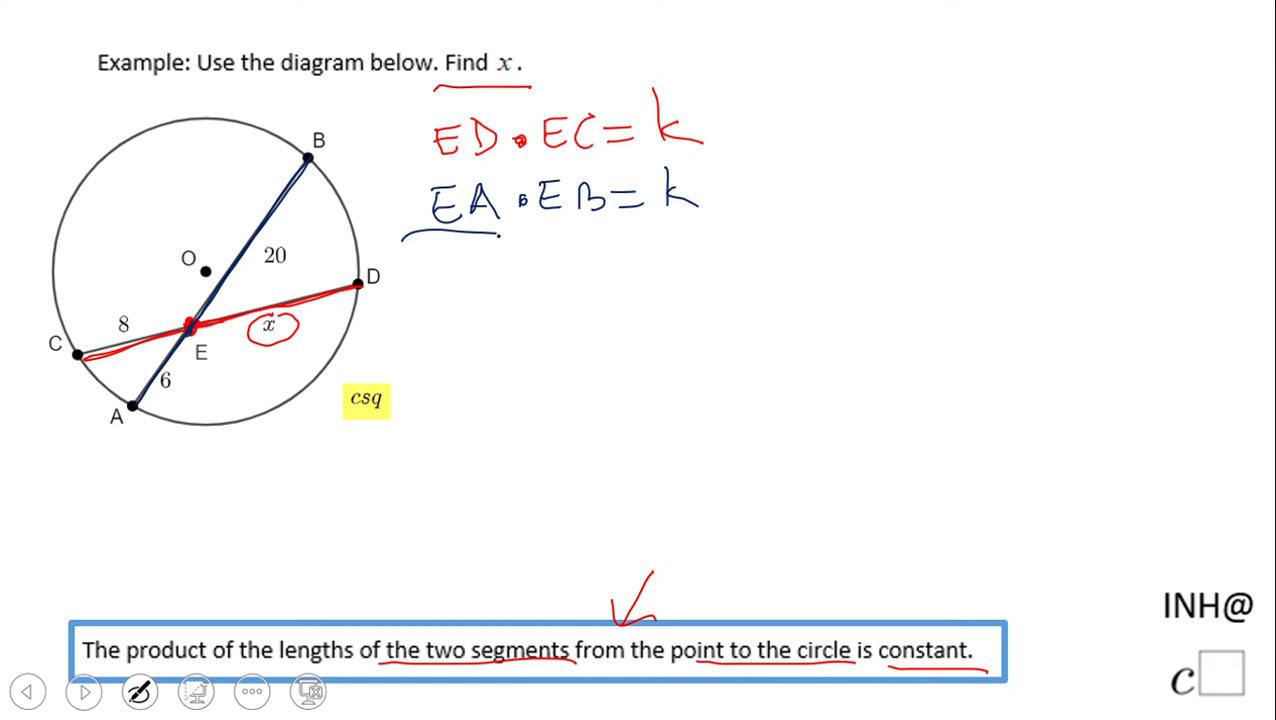 Example: Use the diagram below. Find x.
ED • EC = k
EA • EB = k
B
O
20
D
8
x
C
E
6
A
csq
INH@
The product of the lengths of the two segments from the point to the circle is constant.
c